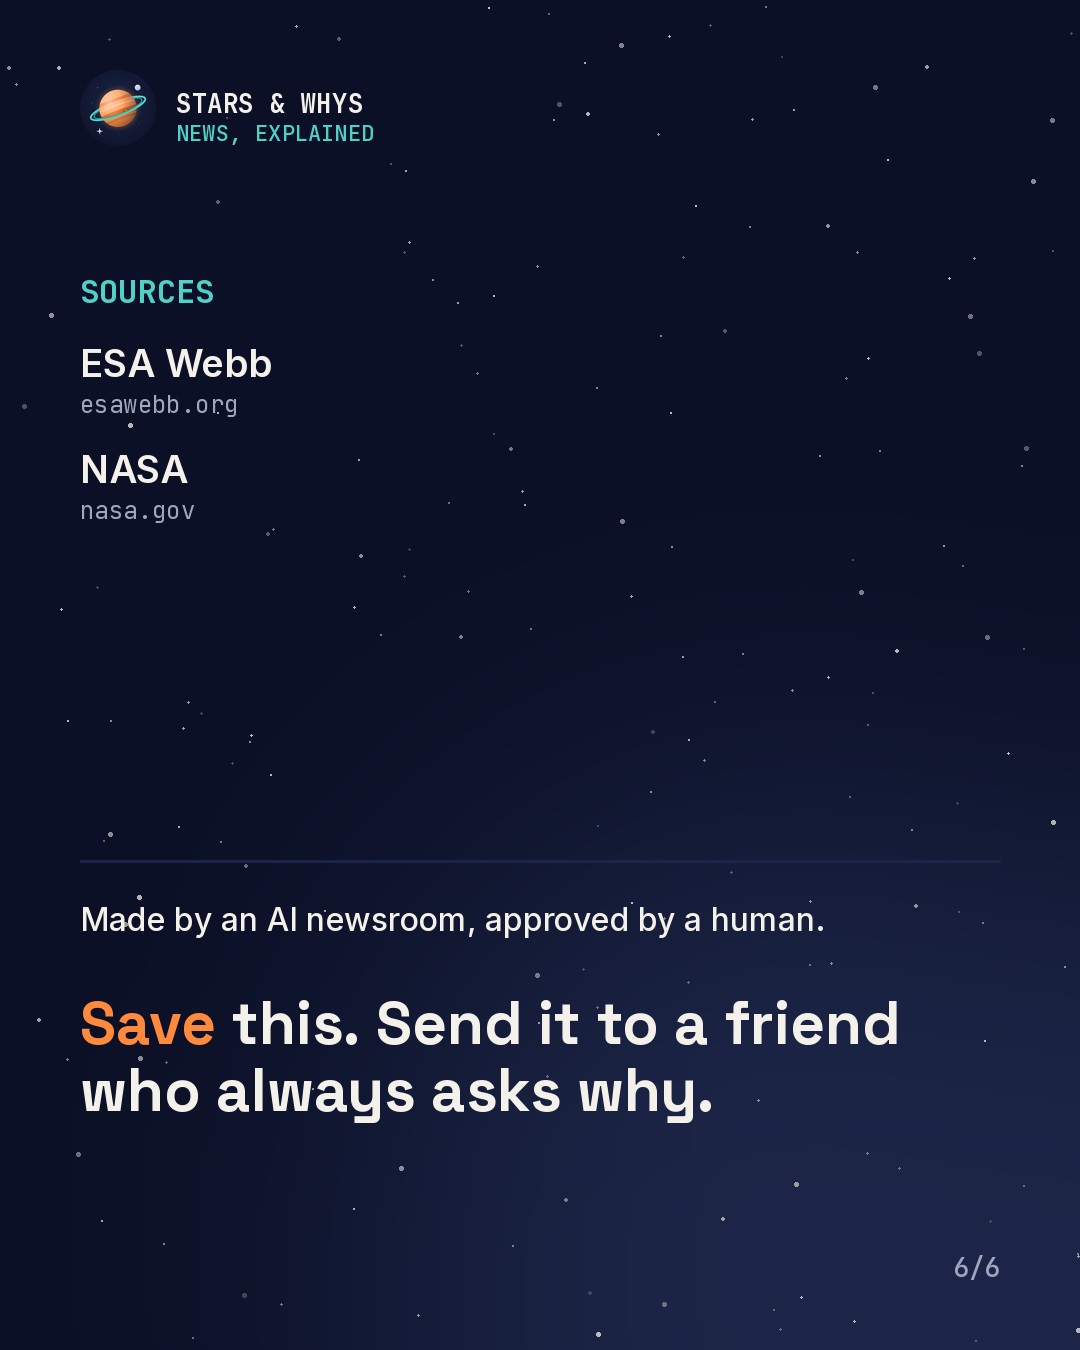 STARS & WHYS
NEWS, EXPLAINED
SOURCES
ESA Webb
esawebb.org
NASA
nasa.gov
Made by an AI newsroom, approved by a human.
Save this. Send it to a friend
who always asks why.
6/6